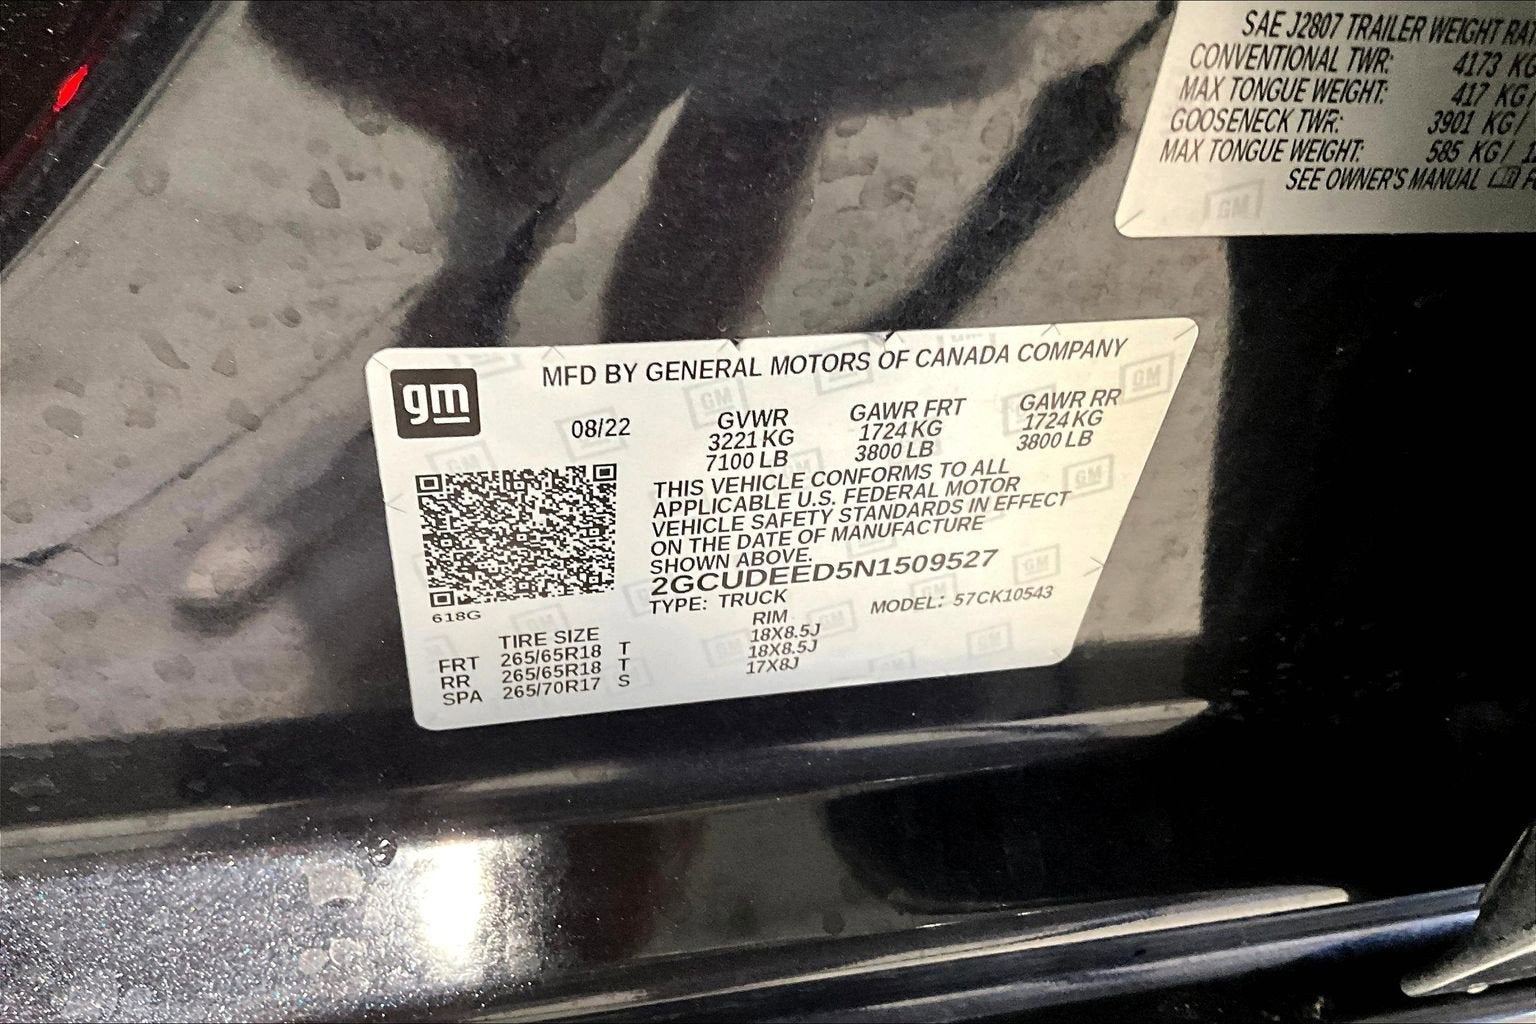 SAE J2807 TRAILER WEIGHT
CONVENTIONAL TWR: 4173 KG
MAX TONGUE WEIGHT: 417 KG/
GOOSENECK TWR: 3901 KG/
MAX TONGUE WEIGHT: 585 KG/
SEE OWNER'S MANUAL
GM
gm
MFD BY GENERAL MOTORS OF CANADA COMPANY
08/22
GVWR GAWR FRT GAWR RR
3221 KG 1724 KG 1724 KG
7100 LB 3800 LB 3800 LB
THIS VEHICLE CONFORMS TO ALL
APPLICABLE U.S. FEDERAL MOTOR
VEHICLE SAFETY STANDARDS IN EFFECT
ON THE DATE OF MANUFACTURE
SHOWN ABOVE.
2GCUDEED5N1509527
TYPE: TRUCK MODEL: 57CK10543
618G
TIRE SIZE RIM
FRT 265/65R18 T 18X8.5J
RR 265/65R18 T 18X8.5J
SPA 265/70R17 S 17X8J